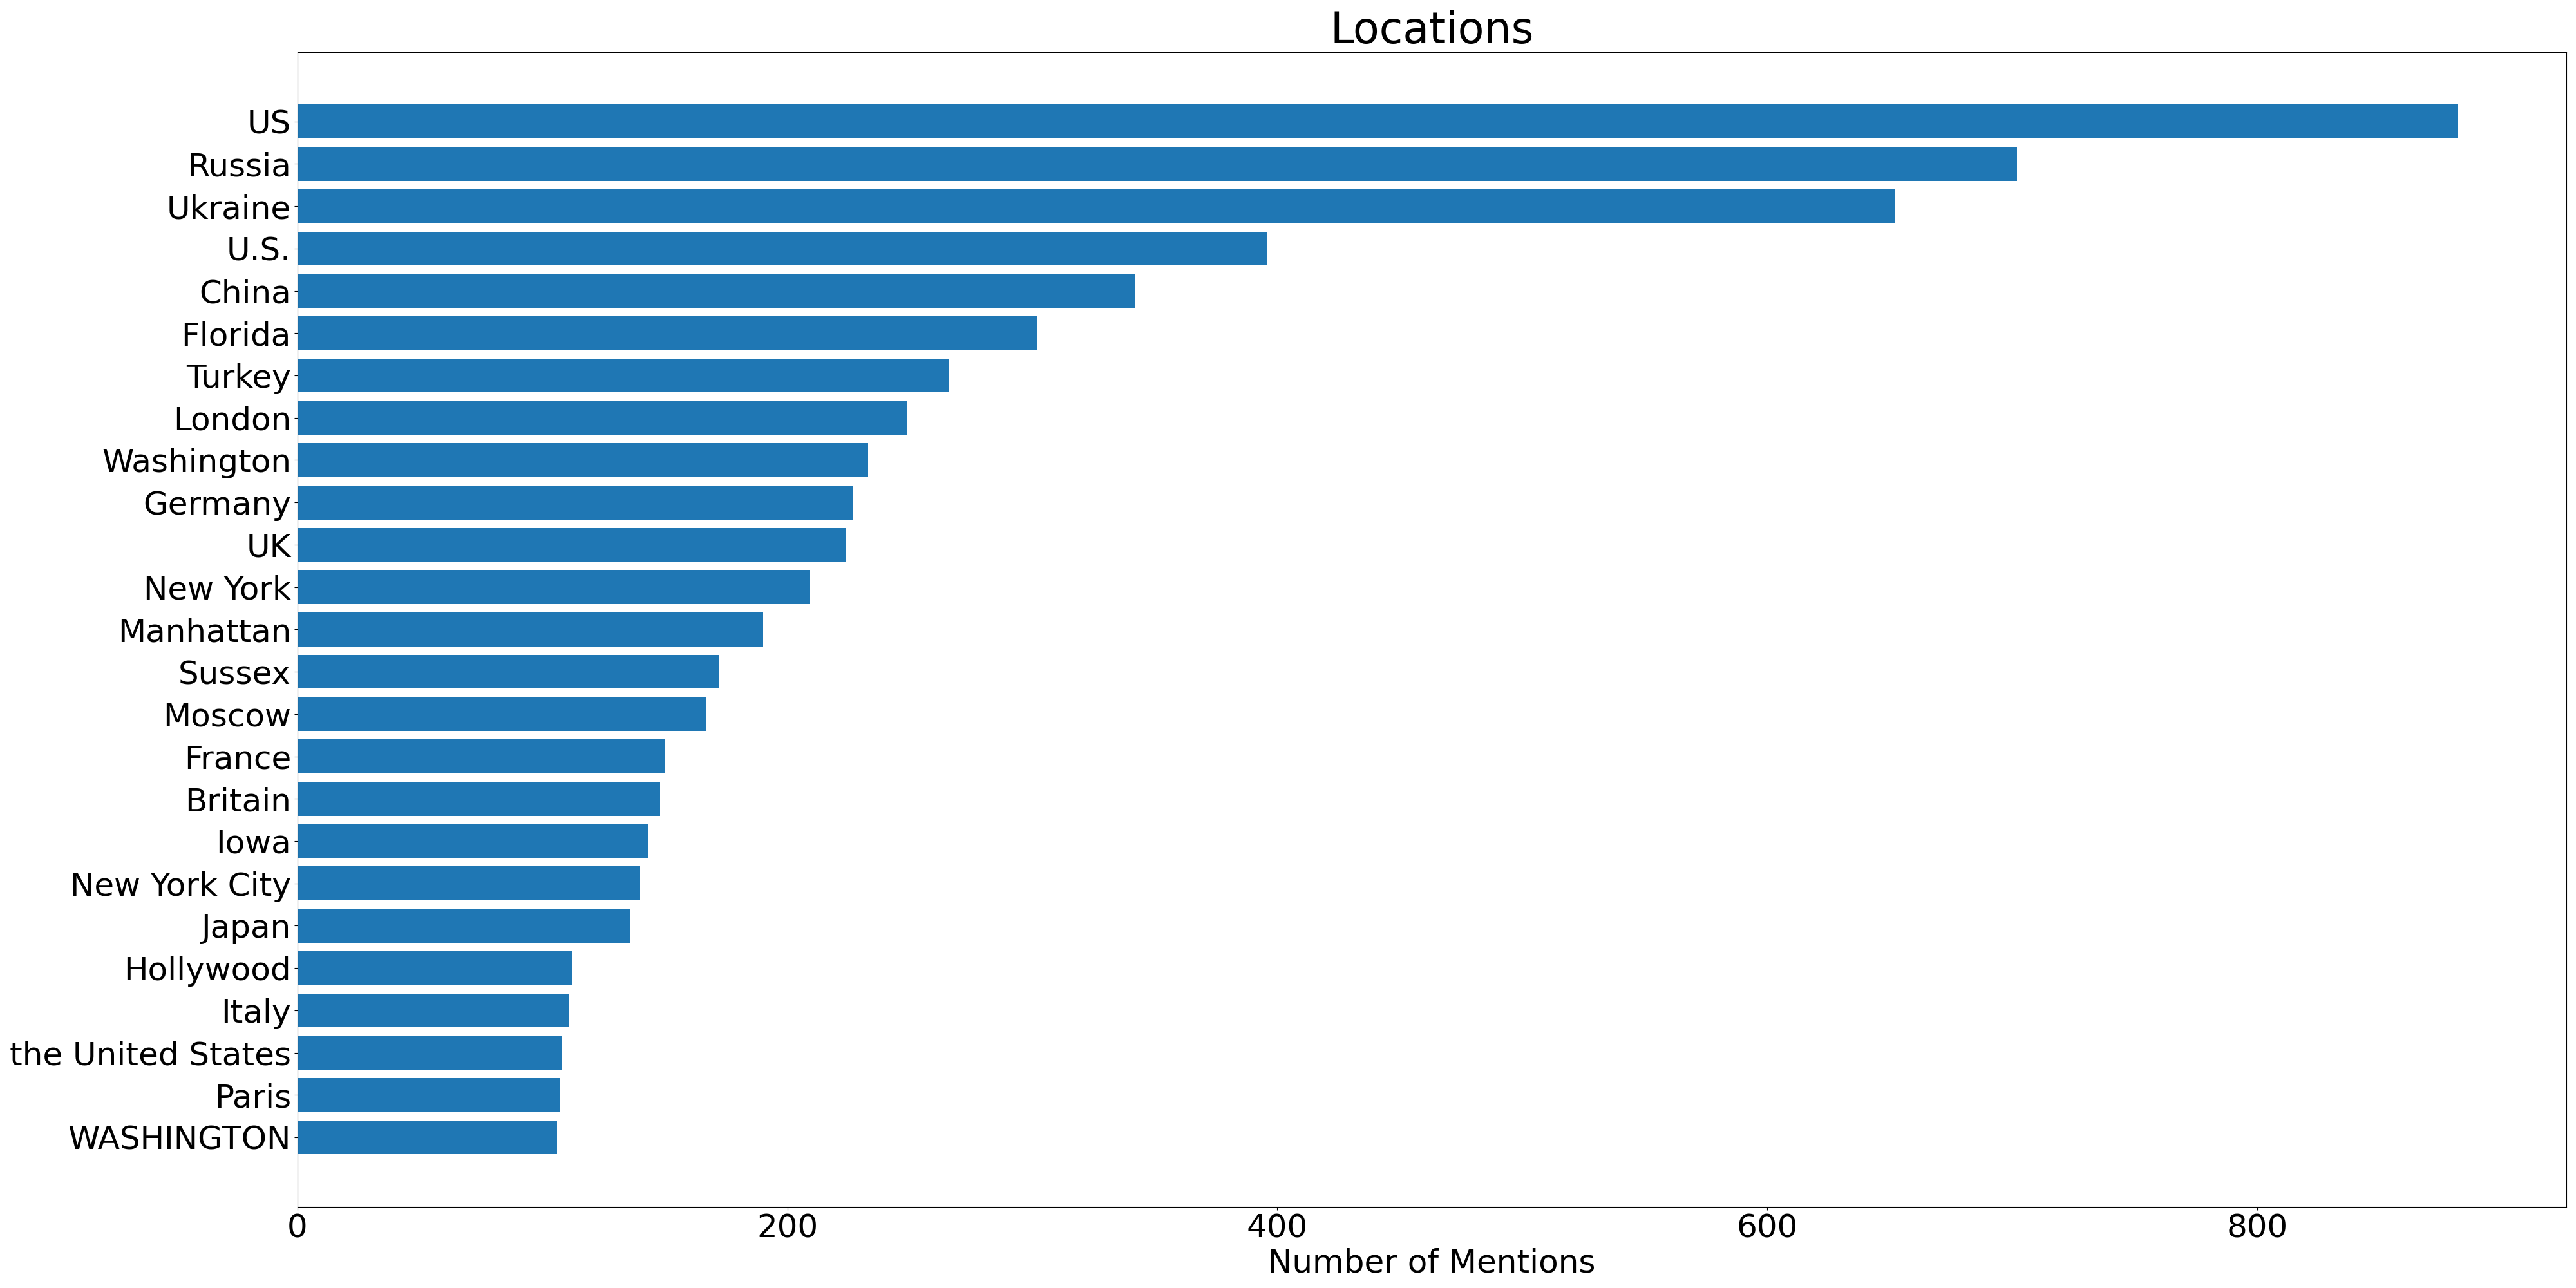 Locations
US
Russia
Ukraine
U.S.
China
Florida
Turkey
London
Washington
Germany
UK
New York
Manhattan
Sussex
Moscow
France
Britain
Iowa
New York City
Japan
Hollywood
Italy
the United States
Paris
WASHINGTON
0 200 400 600 800
Number of Mentions